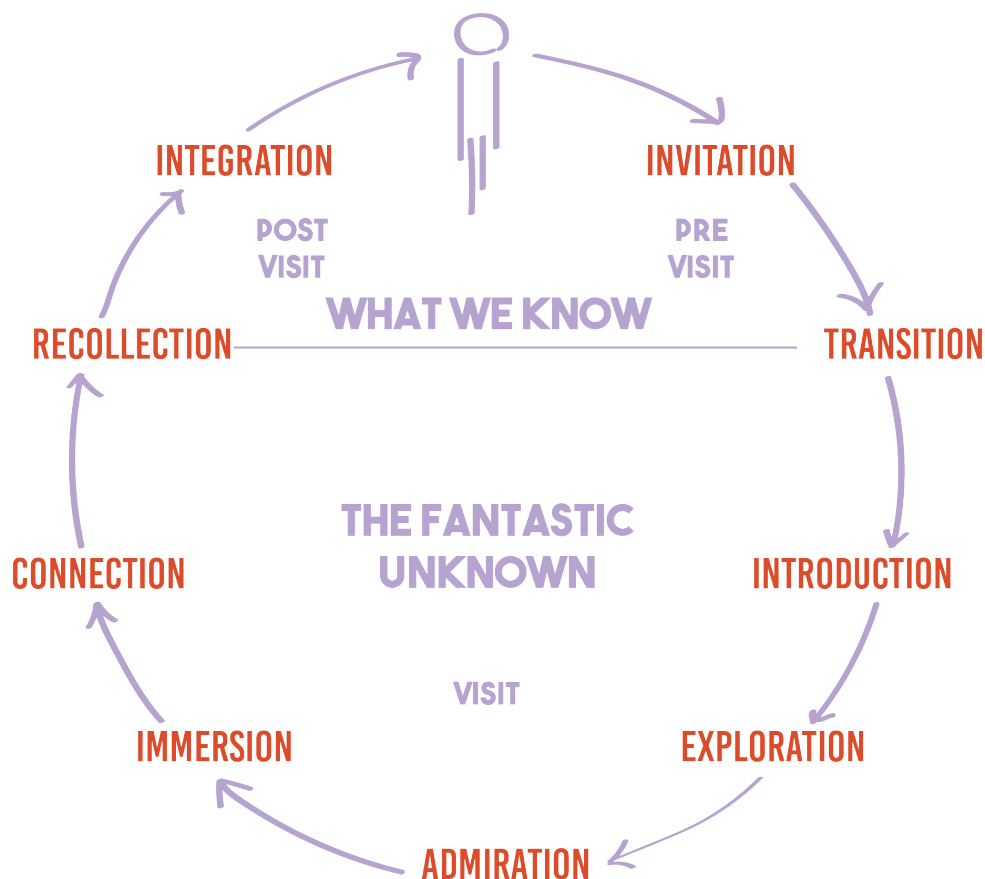 INTEGRATION
INVITATION
POST
VISIT
PRE
VISIT
WHAT WE KNOW
RECOLLECTION
TRANSITION
THE FANTASTIC
UNKNOWN
CONNECTION
INTRODUCTION
VISIT
IMMERSION
EXPLORATION
ADMIRATION